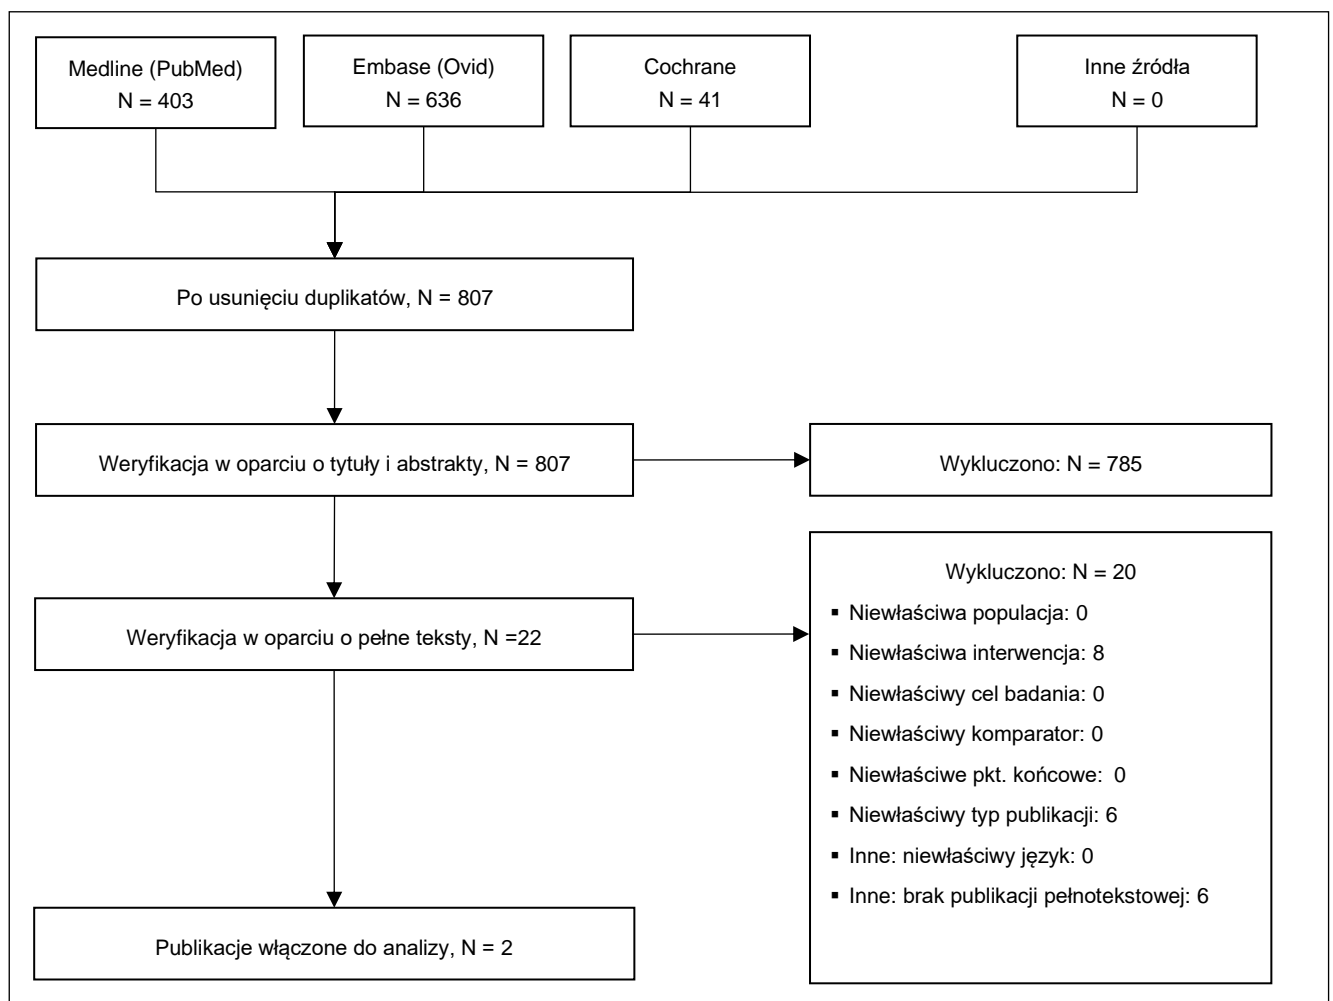 Medline (PubMed)
N = 403
Embase (Ovid)
N = 636
Cochrane
N = 41
Inne źródła
N = 0
Po usunięciu duplikatów, N = 807
Weryfikacja w oparciu o tytuły i abstrakty, N = 807
Wykluczono: N = 785
Weryfikacja w oparciu o pełne teksty, N =22
Wykluczono: N = 20
▪ Niewłaściwa populacja: 0
▪ Niewłaściwa interwencja: 8
▪ Niewłaściwy cel badania: 0
▪ Niewłaściwy komparator: 0
▪ Niewłaściwe pkt. końcowe:  0
▪ Niewłaściwy typ publikacji: 6
▪ Inne: niewłaściwy język: 0
▪ Inne: brak publikacji pełnotekstowej: 6
Publikacje włączone do analizy, N = 2